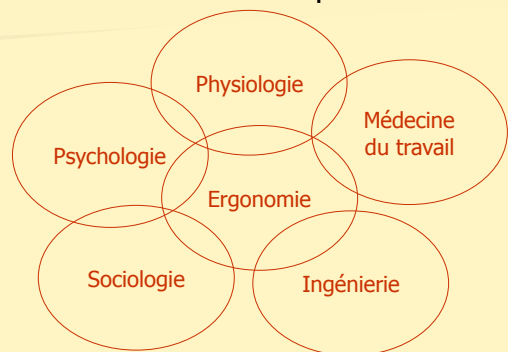 Physiologie
Médecine
du travail
Psychologie
Ergonomie
Sociologie
Ingénierie